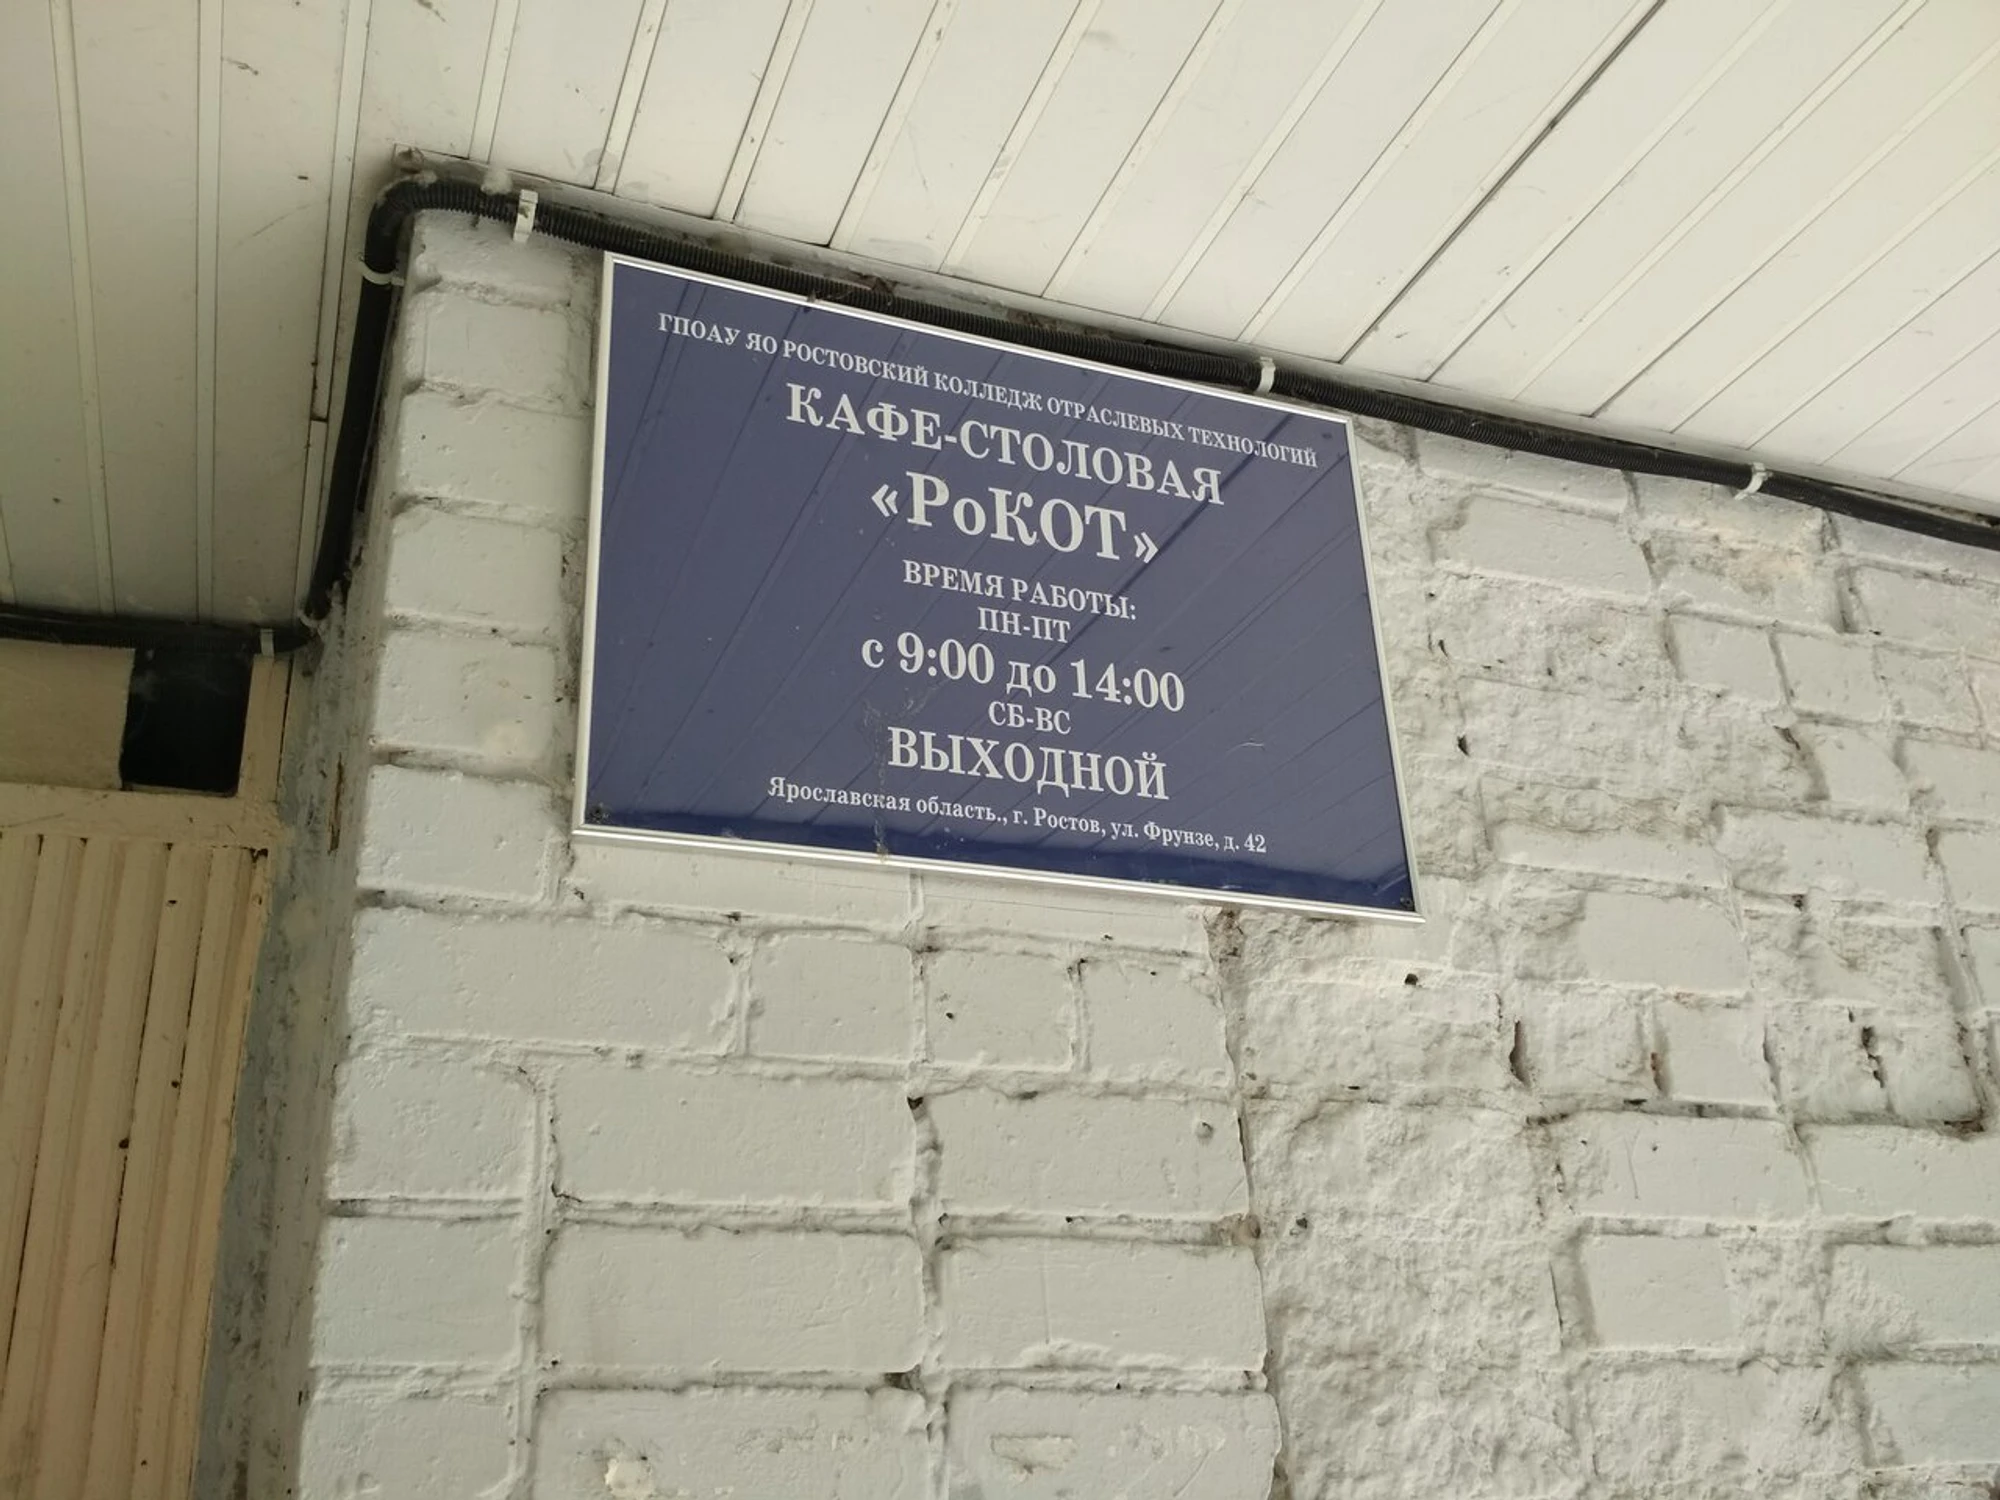 ГПОАУ ЯО РОСТОВСКИЙ КОЛЛЕДЖ ОТРАСЛЕВЫХ ТЕХНОЛОГИЙ
КАФЕ-СТОЛОВАЯ
«РоКОТ»
ВРЕМЯ РАБОТЫ:
ПН-ПТ
с 9:00 до 14:00
СБ-ВС
ВЫХОДНОЙ
Ярославская область., г. Ростов, ул. Фрунзе, д. 42